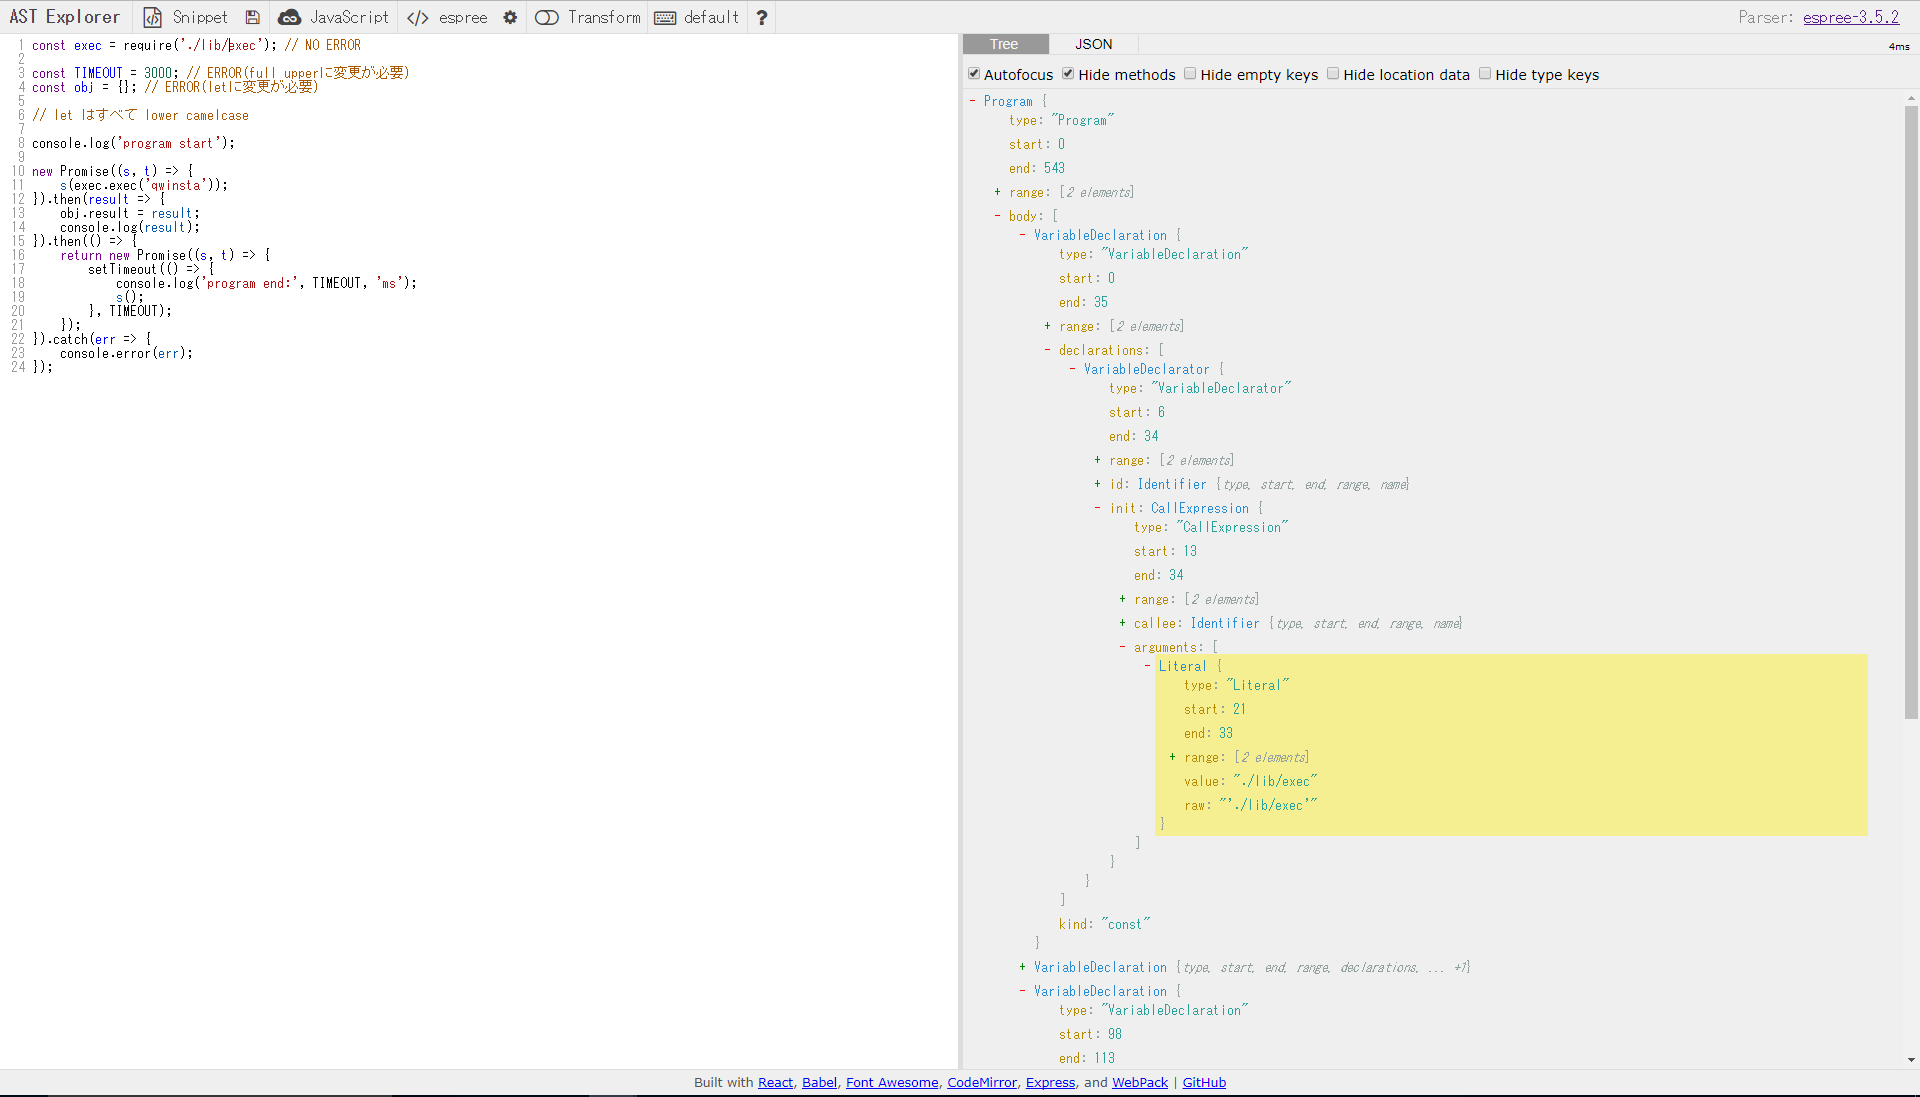 AST Explorer Snippet JavaScript </> espree Transform default ?
Parser: espree-3.5.2
1 const exec = require('./lib/exec'); // NO ERROR
2
3 const TIMEOUT = 3000; // ERROR(full upperに変更が必要)
4 const obj = {}; // ERROR(letに変更が必要)
5
6 // let はすべて lower camelcase
7
8 console.log('program start');
9
10 new Promise((s, t) => {
11     s(exec.exec('qwinsta'));
12 }).then(result => {
13     obj.result = result;
14     console.log(result);
15 }).then(() => {
16     return new Promise((s, t) => {
17         setTimeout(() => {
18             console.log('program end:', TIMEOUT, 'ms');
19             s();
20         }, TIMEOUT);
21     });
22 }).catch(err => {
23     console.error(err);
24 });
Tree JSON
4ms
Autofocus Hide methods Hide empty keys Hide location data Hide type keys
- Program {
type: "Program"
start: 0
end: 543
+ range: [2 elements]
- body: [
- VariableDeclaration {
type: "VariableDeclaration"
start: 0
end: 35
+ range: [2 elements]
- declarations: [
- VariableDeclarator {
type: "VariableDeclarator"
start: 6
end: 34
+ range: [2 elements]
+ id: Identifier {type, start, end, range, name}
- init: CallExpression {
type: "CallExpression"
start: 13
end: 34
+ range: [2 elements]
+ callee: Identifier {type, start, end, range, name}
- arguments: [
- Literal {
type: "Literal"
start: 21
end: 33
+ range: [2 elements]
value: "./lib/exec"
raw: "'./lib/exec'"
}
]
}
}
]
kind: "const"
}
+ VariableDeclaration {type, start, end, range, declarations, ... +1}
- VariableDeclaration {
type: "VariableDeclaration"
start: 98
end: 113
Built with React, Babel, Font Awesome, CodeMirror, Express, and WebPack | GitHub